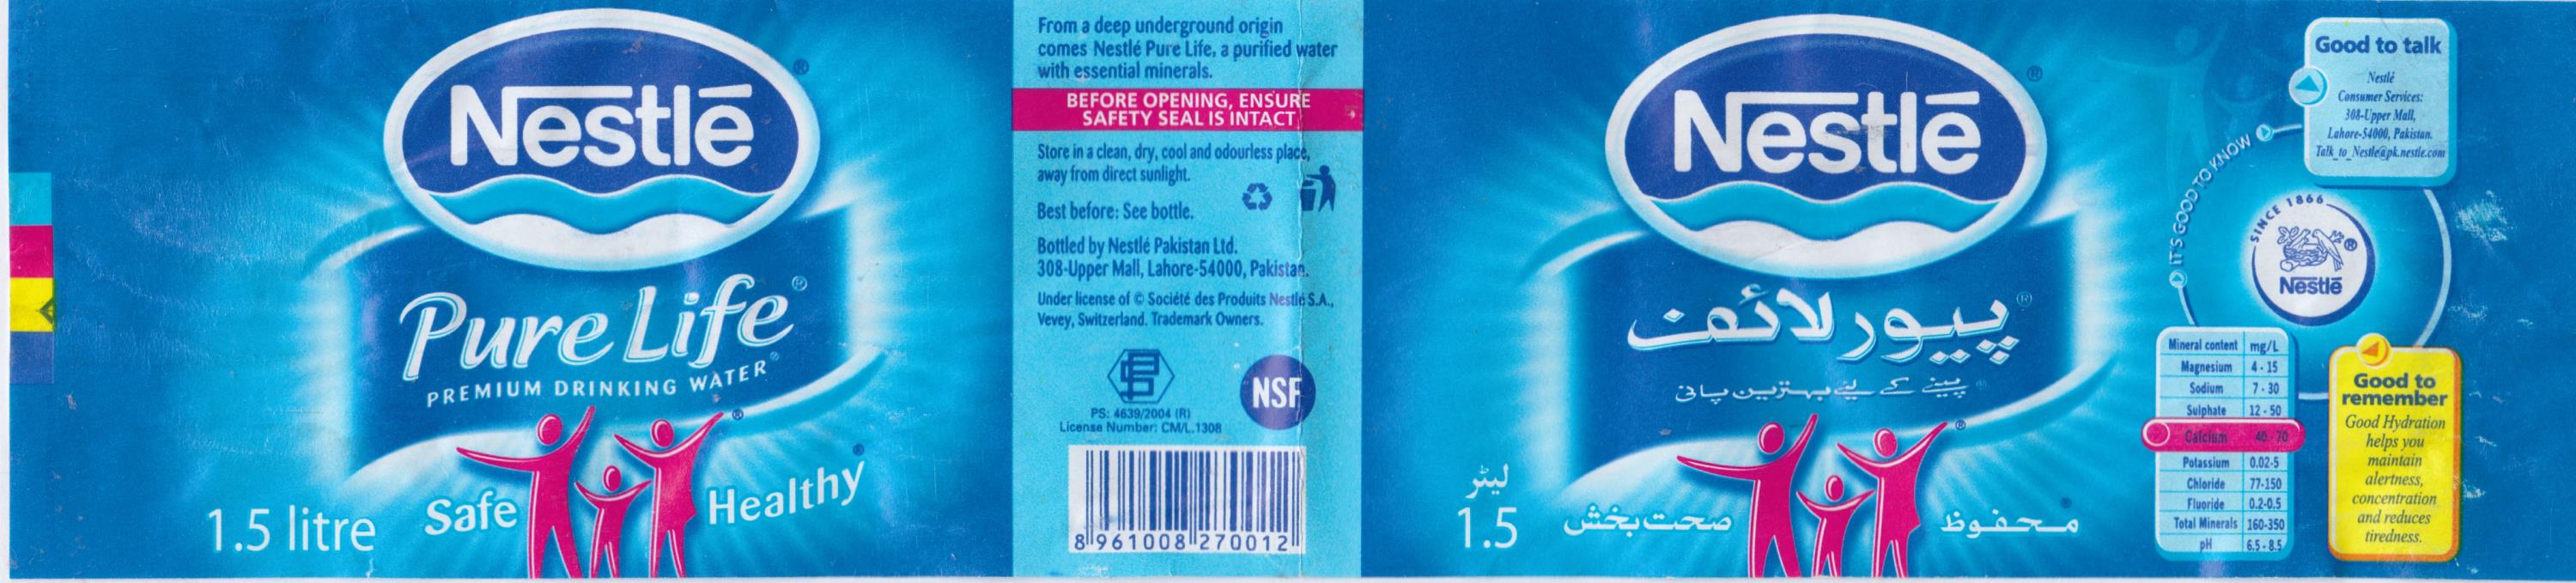 Nestlé
®
Pure Life®
PREMIUM DRINKING WATER®
®
Safe
Healthy®
1.5 litre
From a deep underground origin
comes Nestlé Pure Life, a purified water
with essential minerals.
BEFORE OPENING, ENSURE
SAFETY SEAL IS INTACT
Store in a clean, dry, cool and odourless place,
away from direct sunlight.
Best before: See bottle.
Bottled by Nestlé Pakistan Ltd.
308-Upper Mall, Lahore-54000, Pakistan.
Under license of © Société des Produits Nestlé S.A.,
Vevey, Switzerland. Trademark Owners.
PS: 4639/2004 (R)
License Number: CM/L.1308
NSF
8 961008 270012
Nestlé
®
پیور لائف®
پینے کے لیے بہترین پانی®
®
لیٹر
1.5
صحت بخش
محفوظ®
IT'S GOOD TO KNOW
Good to talk
Nestlé
Consumer Services:
308-Upper Mall,
Lahore-54000, Pakistan.
Talk_to_Nestle@pk.nestle.com
SINCE 1866
®
Nestlé
Mineral content mg/L
Magnesium 4 - 15
Sodium 7 - 30
Sulphate 12 - 50
Calcium 40 - 70
Potassium 0.02-5
Chloride 77-150
Fluoride 0.2-0.5
Total Minerals 160-350
pH 6.5 - 8.5
Good to
remember
Good Hydration
helps you
maintain
alertness,
concentration
and reduces
tiredness.